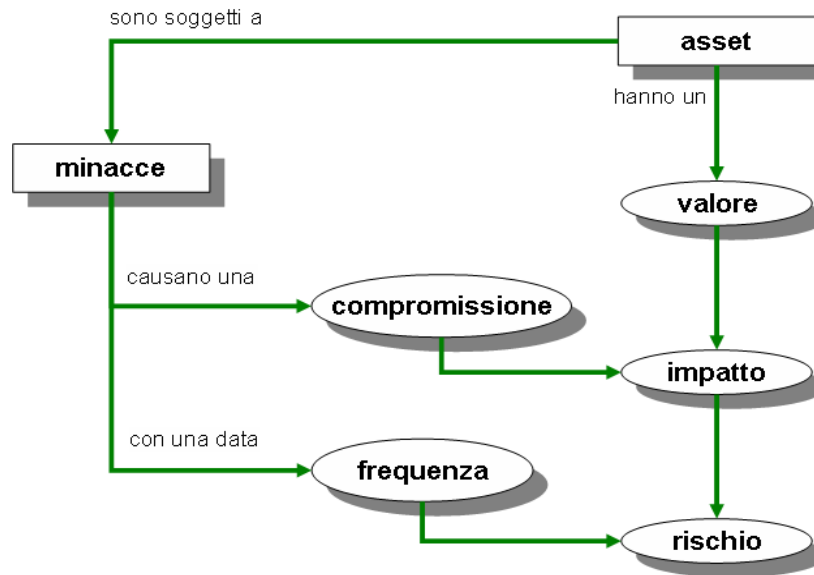 sono soggetti a
asset
hanno un
minacce
valore
causano una
compromissione
impatto
con una data
frequenza
rischio